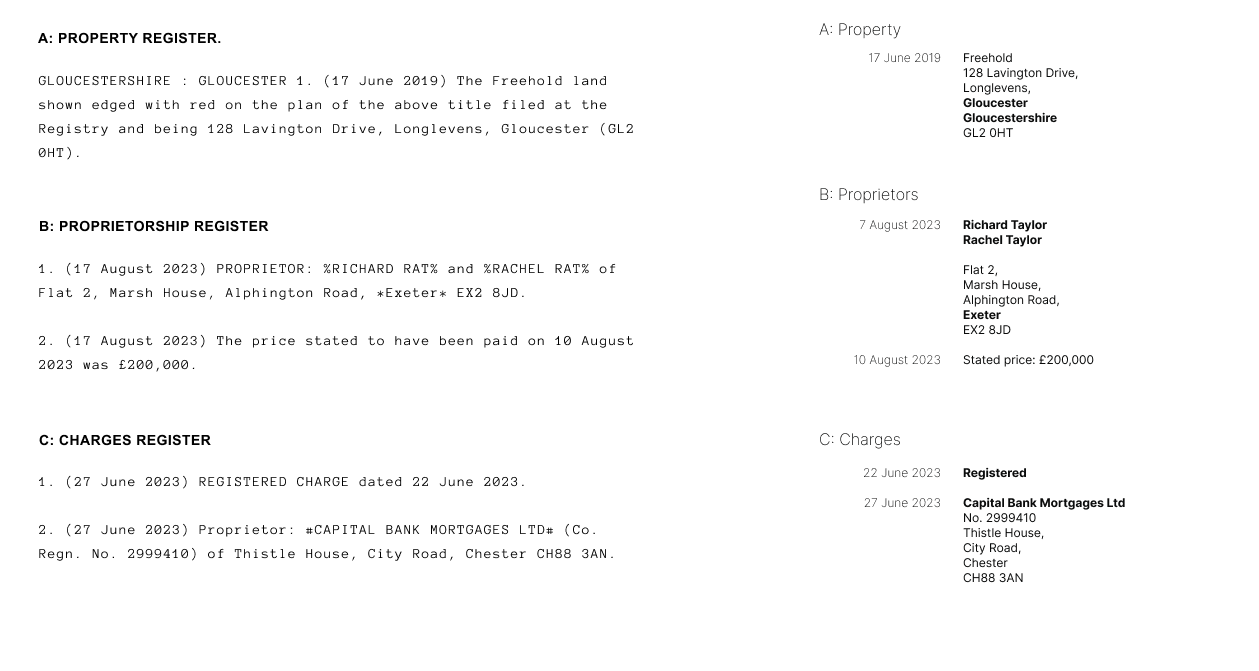 A: PROPERTY REGISTER.
GLOUCESTERSHIRE : GLOUCESTER 1. (17 June 2019) The Freehold land
shown edged with red on the plan of the above title filed at the
Registry and being 128 Lavington Drive, Longlevens, Gloucester (GL2
0HT).
B: PROPRIETORSHIP REGISTER
1. (17 August 2023) PROPRIETOR: %RICHARD RAT% and %RACHEL RAT% of
Flat 2, Marsh House, Alphington Road, *Exeter* EX2 8JD.
2. (17 August 2023) The price stated to have been paid on 10 August
2023 was £200,000.
C: CHARGES REGISTER
1. (27 June 2023) REGISTERED CHARGE dated 22 June 2023.
2. (27 June 2023) Proprietor: #CAPITAL BANK MORTGAGES LTD# (Co.
Regn. No. 2999410) of Thistle House, City Road, Chester CH88 3AN.
A: Property
17 June 2019 Freehold
128 Lavington Drive,
Longlevens,
Gloucester
Gloucestershire
GL2 0HT
B: Proprietors
7 August 2023 Richard Taylor
Rachel Taylor
Flat 2,
Marsh House,
Alphington Road,
Exeter
EX2 8JD
10 August 2023 Stated price: £200,000
C: Charges
22 June 2023 Registered
27 June 2023 Capital Bank Mortgages Ltd
No. 2999410
Thistle House,
City Road,
Chester
CH88 3AN